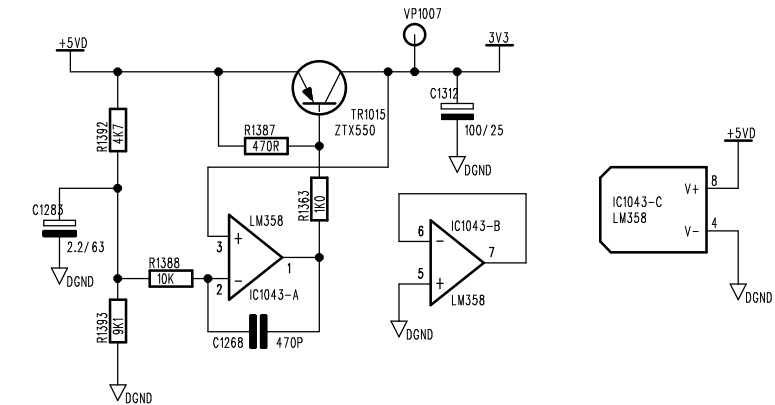 VP1007
+5VD
3V3
C1312
100/25
DGND
TR1015
ZTX550
R1392
4K7
R1387
470R
R1363
1K0
C1283
2.2/63
DGND
LM358
3
+
2
−
1
IC1043-A
R1388
10K
R1393
9K1
C1268
470P
DGND
IC1043-B
6
−
5
+
7
LM358
DGND
+5VD
IC1043-C
LM358
V+
8
V-
4
DGND